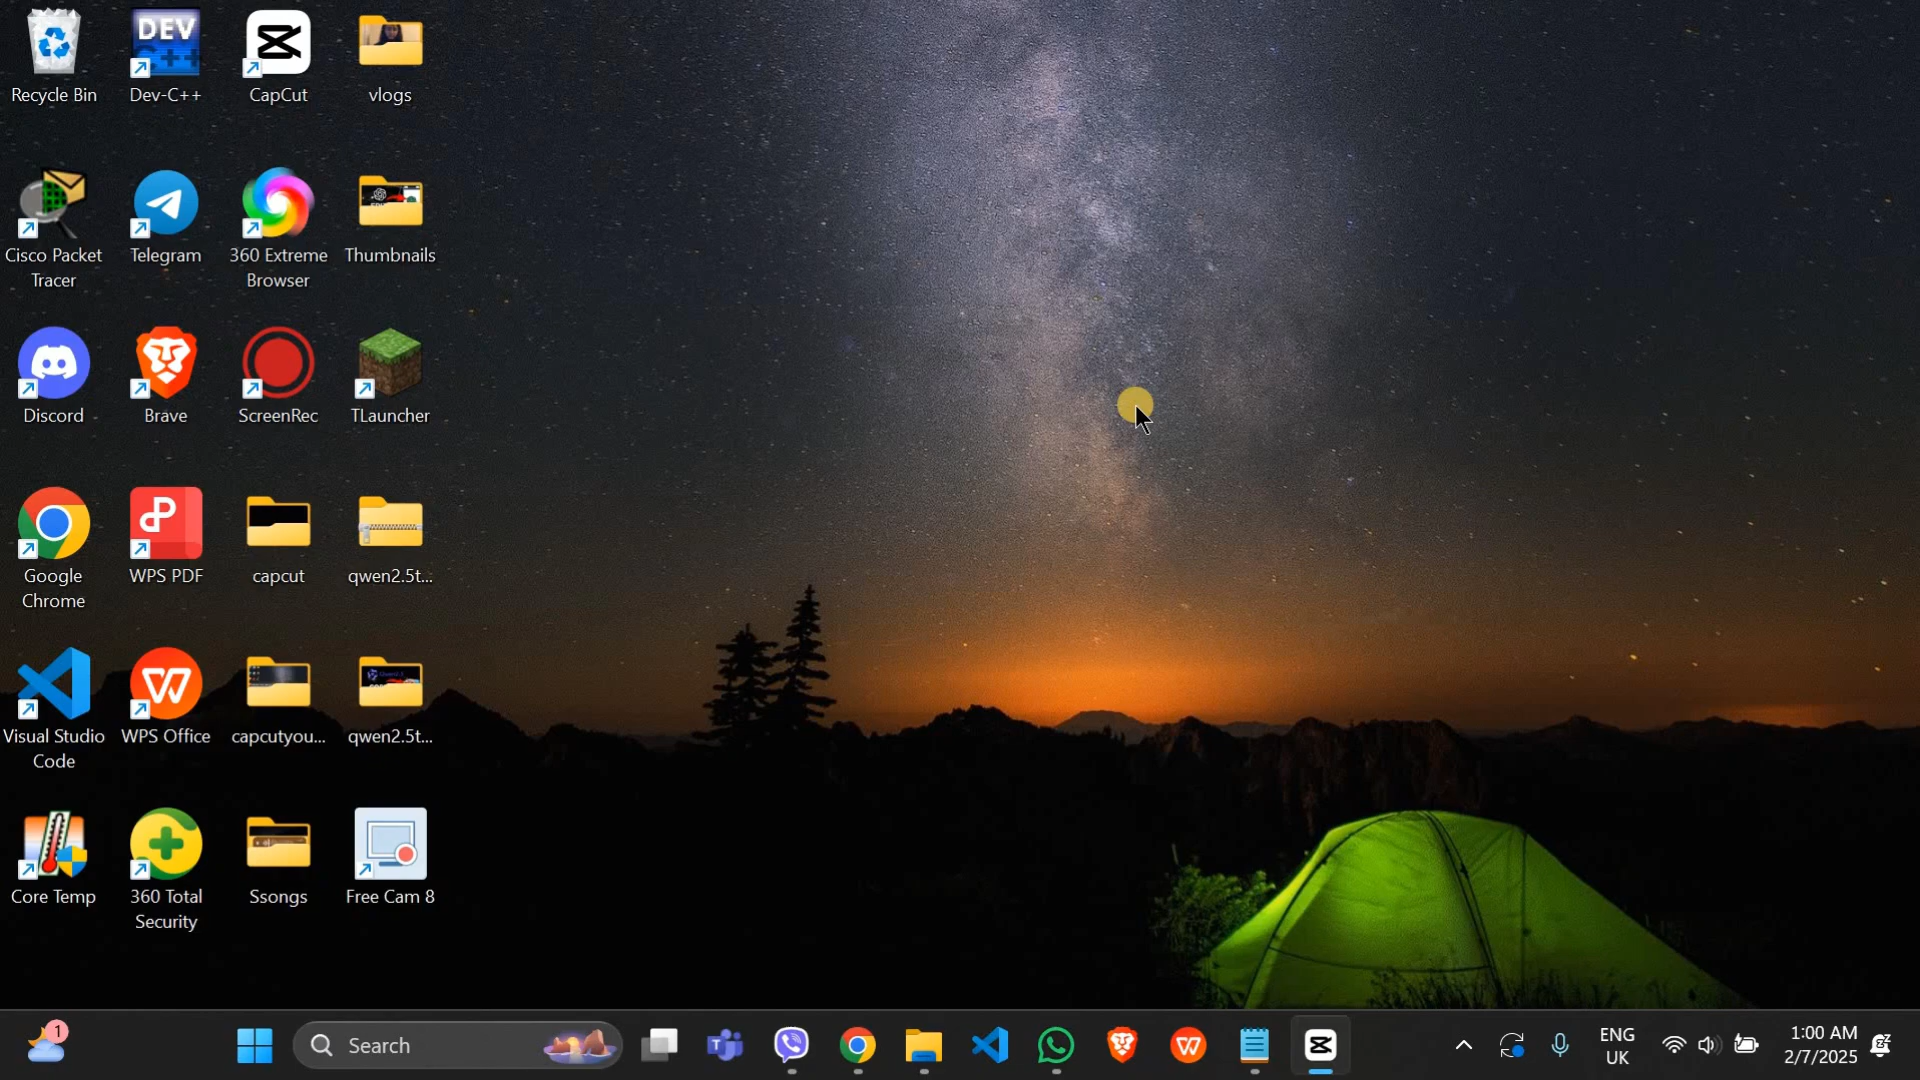 DEV
C++
Recycle Bin
Dev-C++
CapCut
vlogs
Cisco Packet
Tracer
Telegram
360 Extreme
Browser
Thumbnails
Discord
Brave
ScreenRec
TLauncher
Google
Chrome
WPS PDF
capcut
qwen2.5t...
Visual Studio
Code
WPS Office
capcutyou...
qwen2.5t...
Core Temp
360 Total
Security
Ssongs
Free Cam 8
1
Search
ENG
UK
1:00 AM
2/7/2025